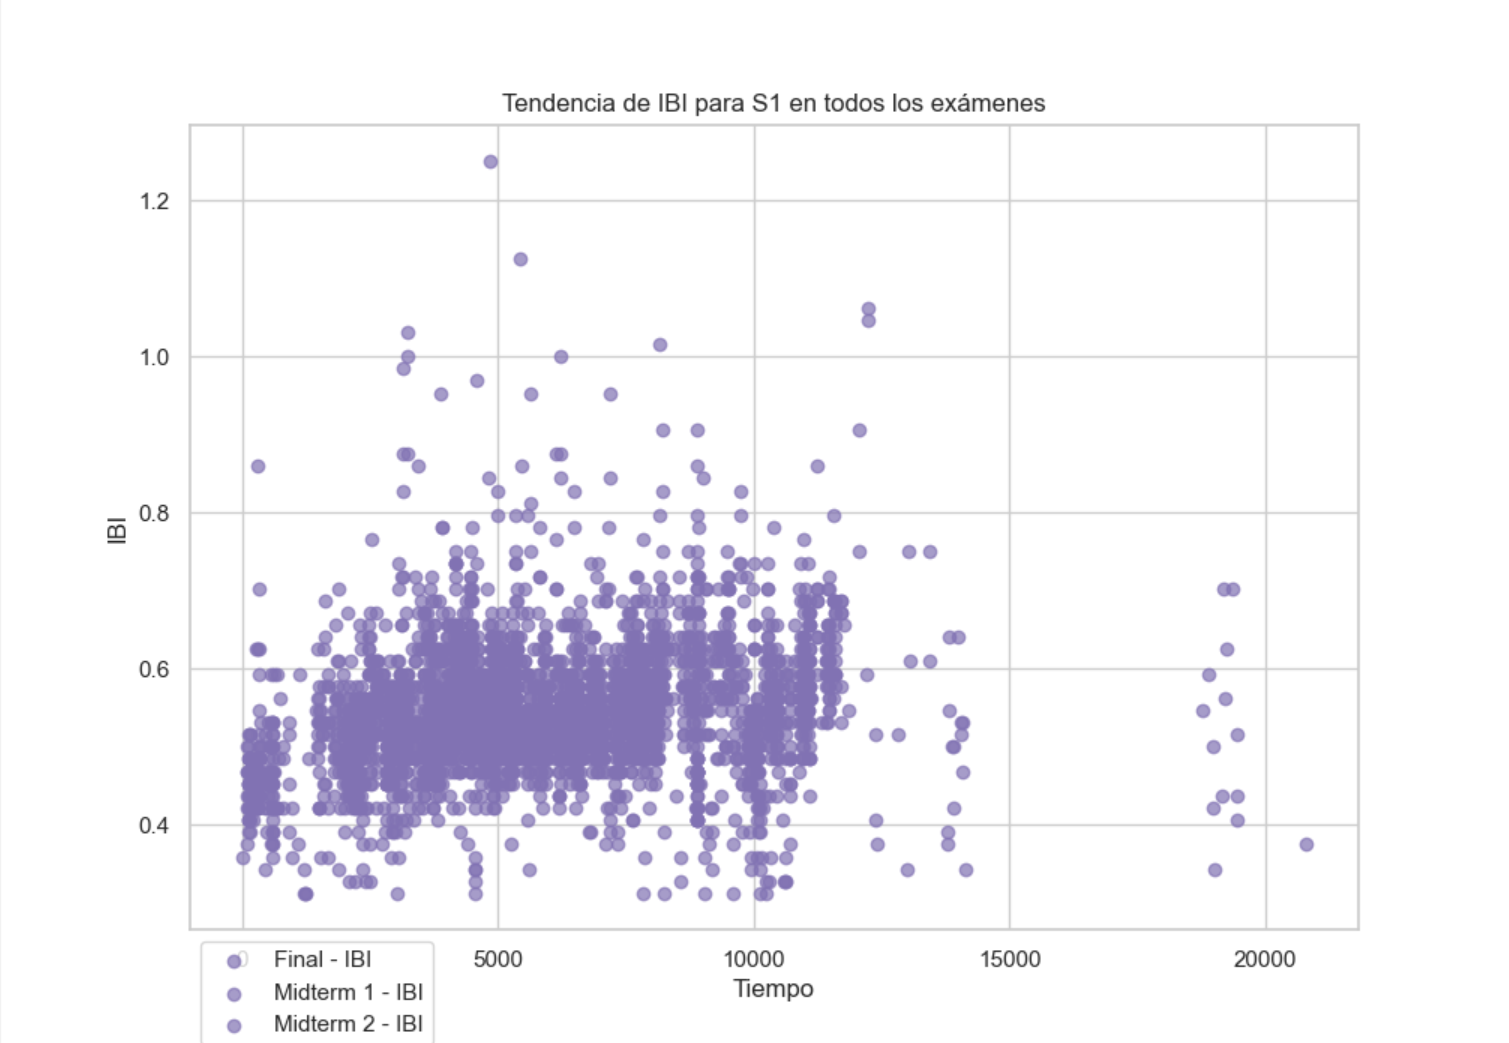 Tendencia de IBI para S1 en todos los exámenes
1.2
1.0
0.8
0.6
0.4
IBI
0
5000
10000
15000
20000
Tiempo
Final - IBI
Midterm 1 - IBI
Midterm 2 - IBI